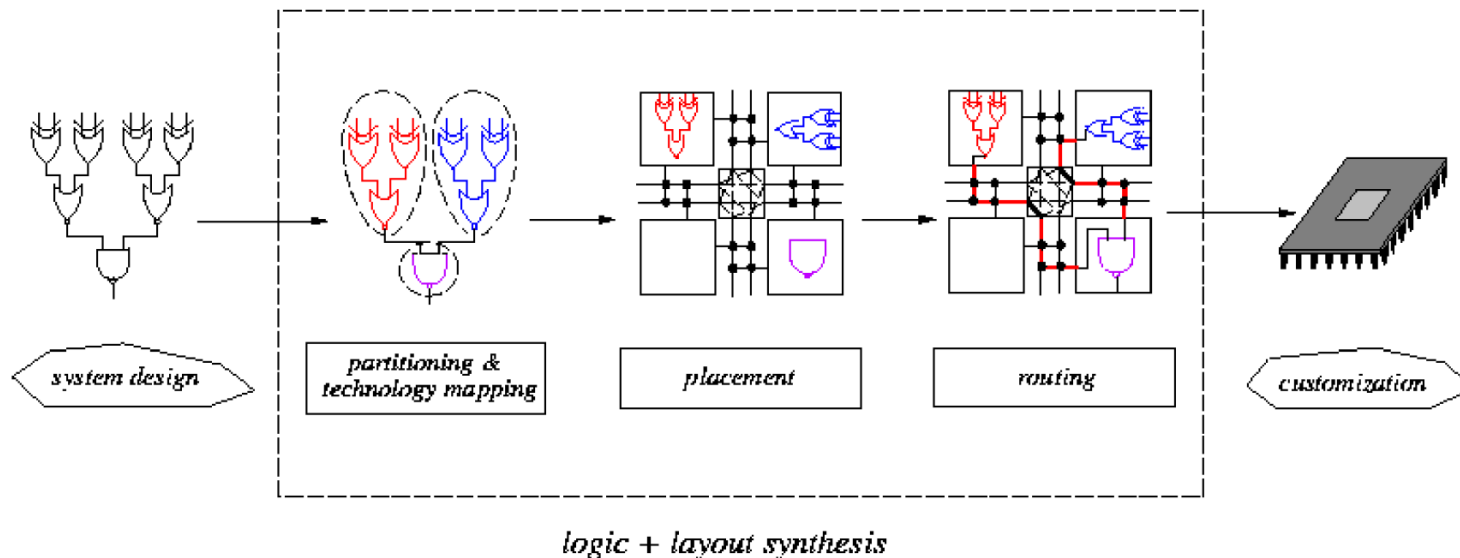 system design
partitioning &
technology mapping
placement
routing
customization
logic + layout synthesis